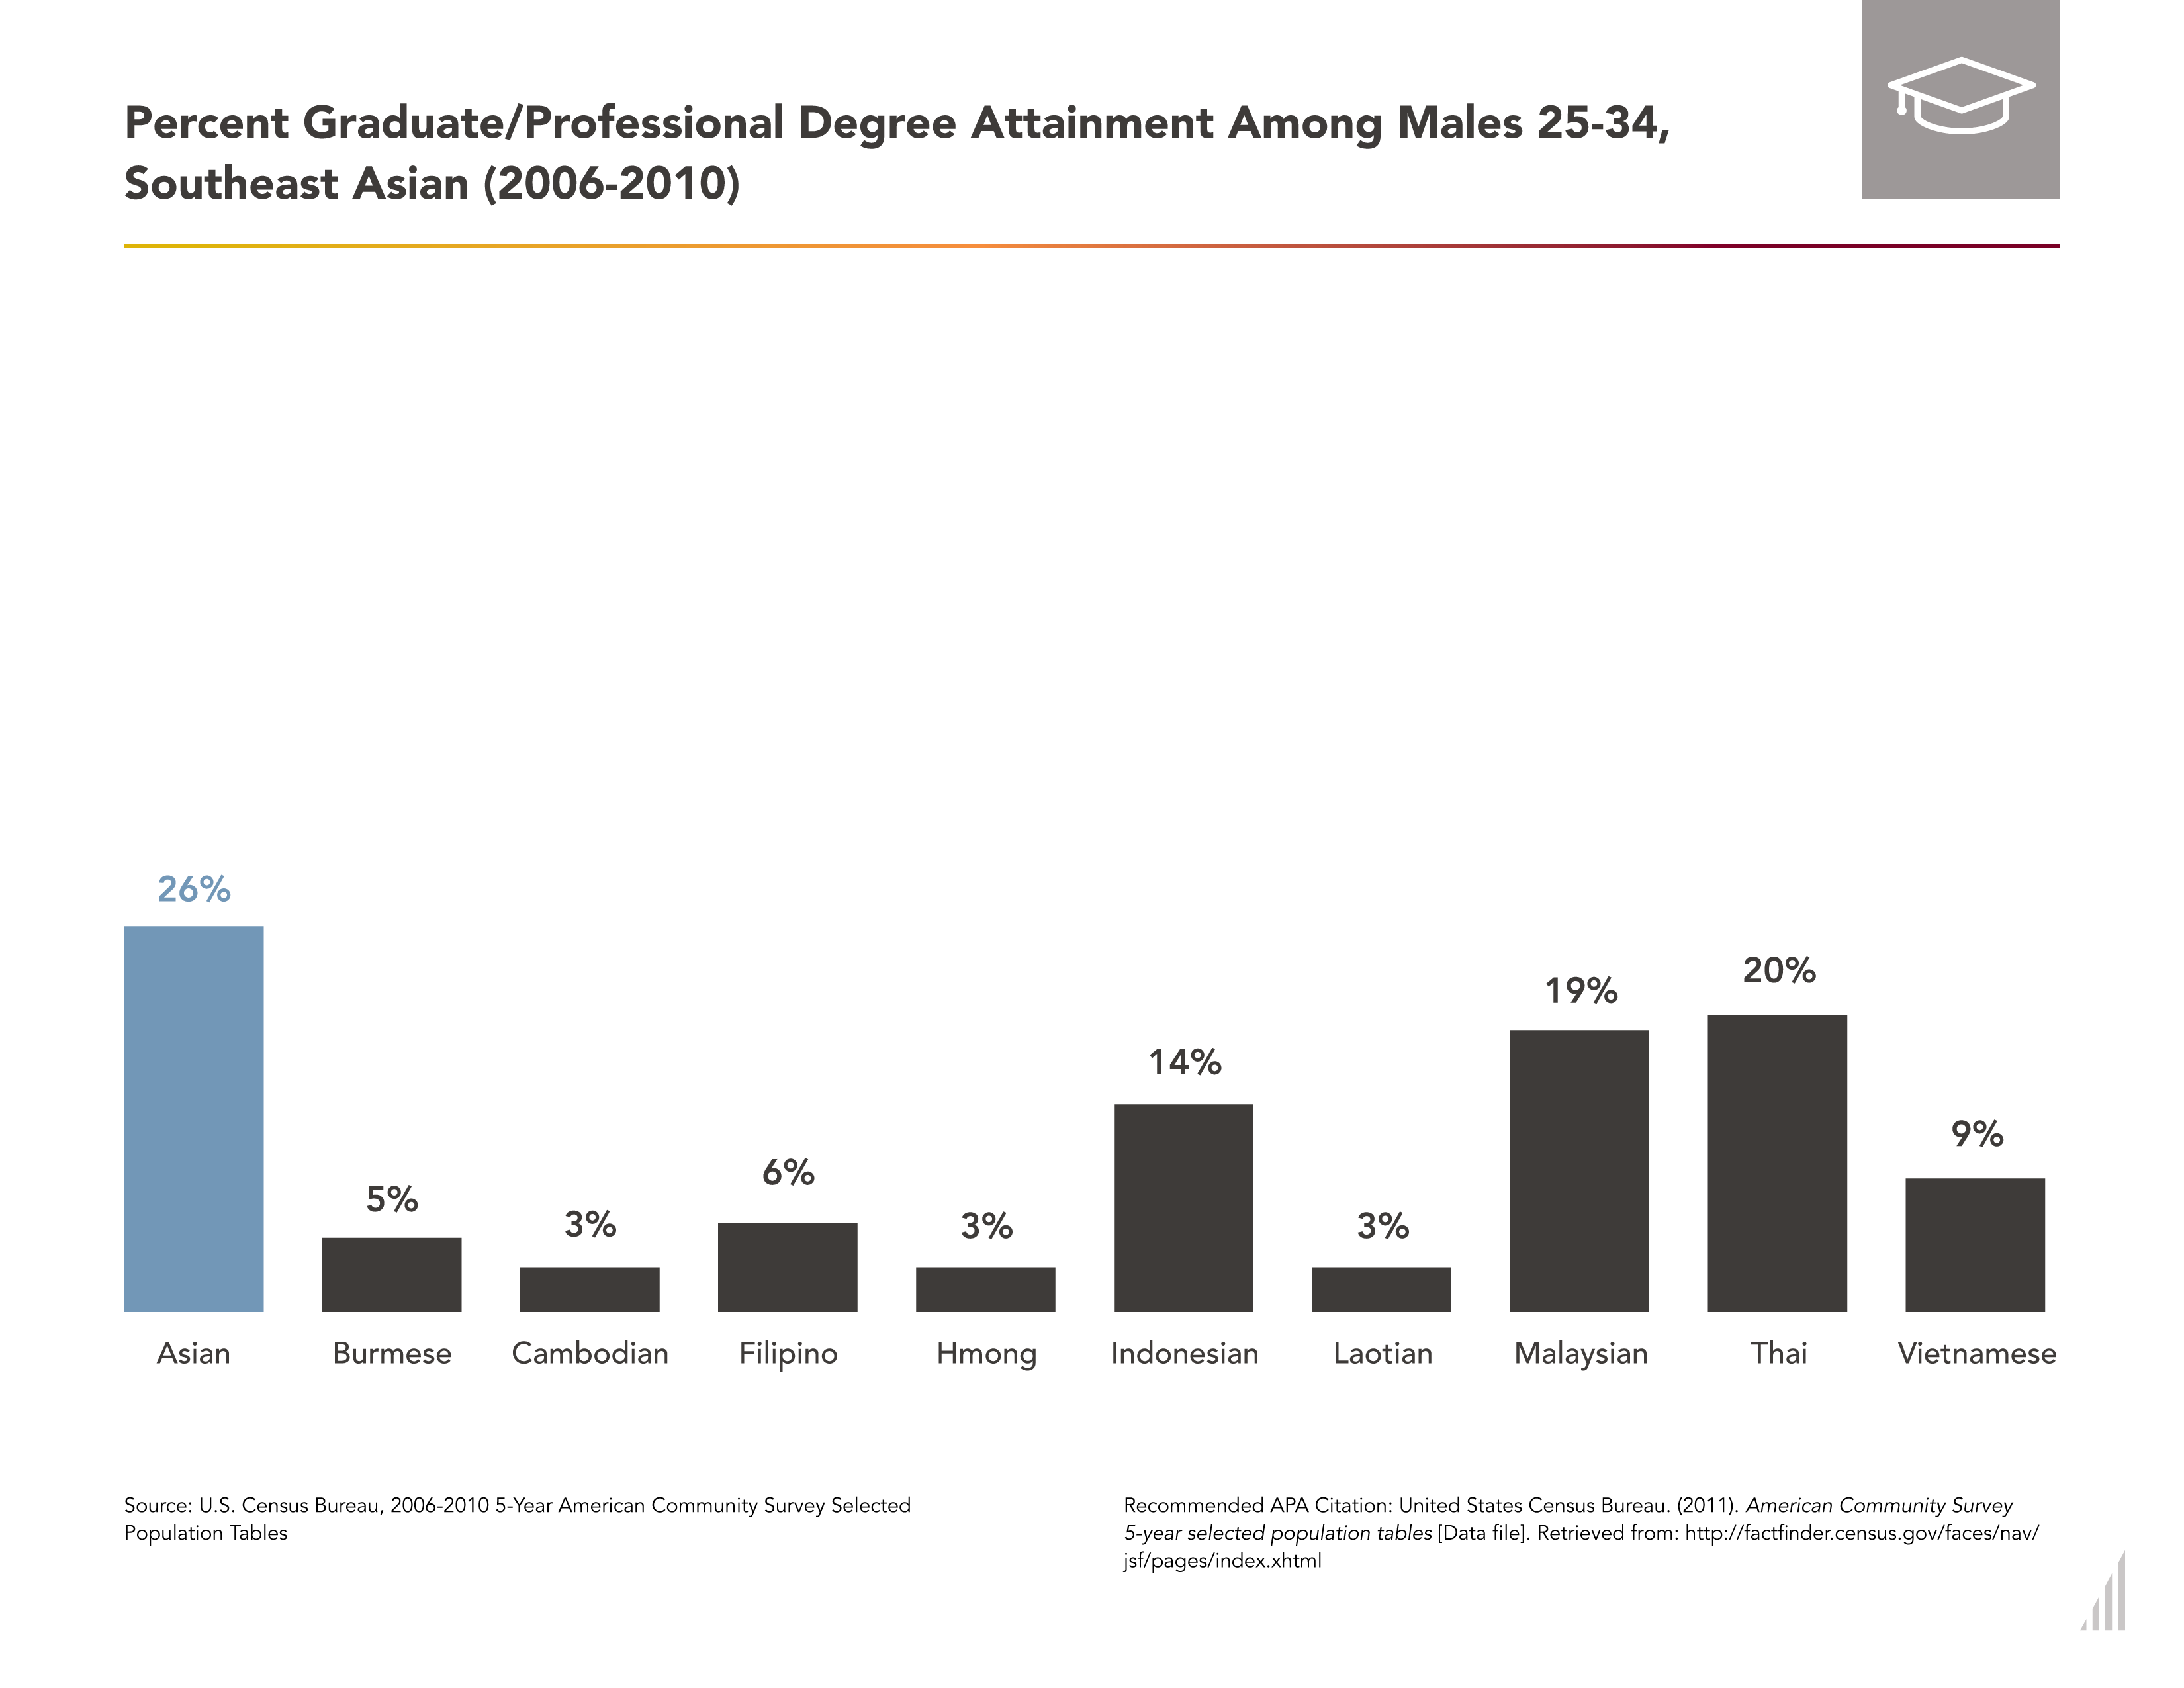 Percent Graduate/Professional Degree Attainment Among Males 25-34,
Southeast Asian (2006-2010)
26%
5%
3%
6%
3%
14%
3%
19%
20%
9%
Asian
Burmese
Cambodian
Filipino
Hmong
Indonesian
Laotian
Malaysian
Thai
Vietnamese
Source: U.S. Census Bureau, 2006-2010 5-Year American Community Survey Selected
Population Tables
Recommended APA Citation: United States Census Bureau. (2011). American Community Survey
5-year selected population tables [Data file]. Retrieved from: http://factfinder.census.gov/faces/nav/
jsf/pages/index.xhtml